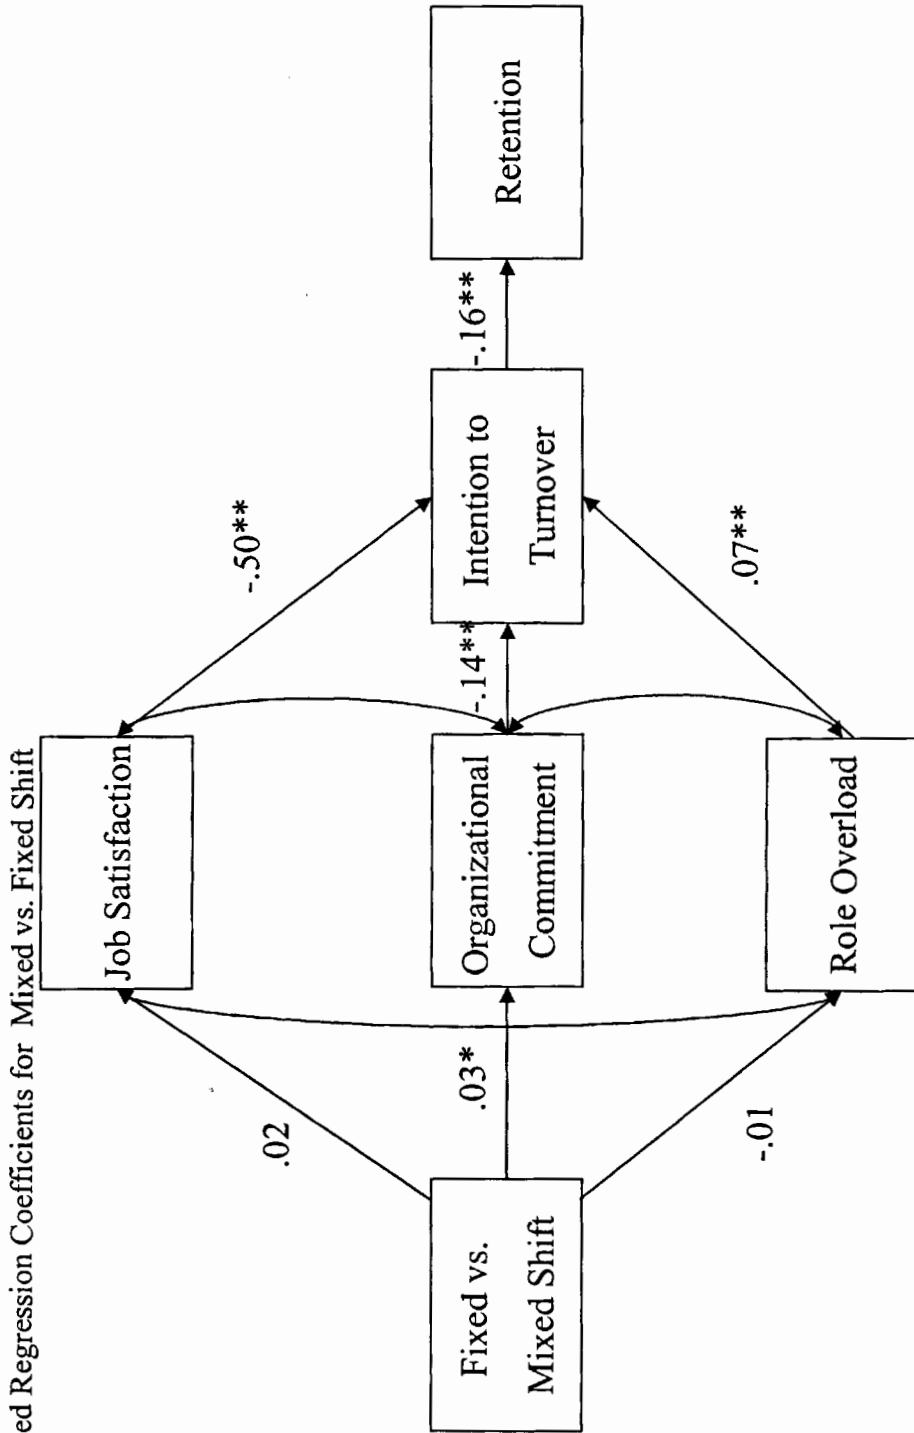 ed Regression Coefficients for Mixed vs. Fixed Shift
Job Satisfaction
.02
-.50**
Fixed vs.
Mixed Shift
.03*
Organizational
Commitment
-.14**
Intention to
Turnover
-.16**
Retention
-.01
.07**
Role Overload